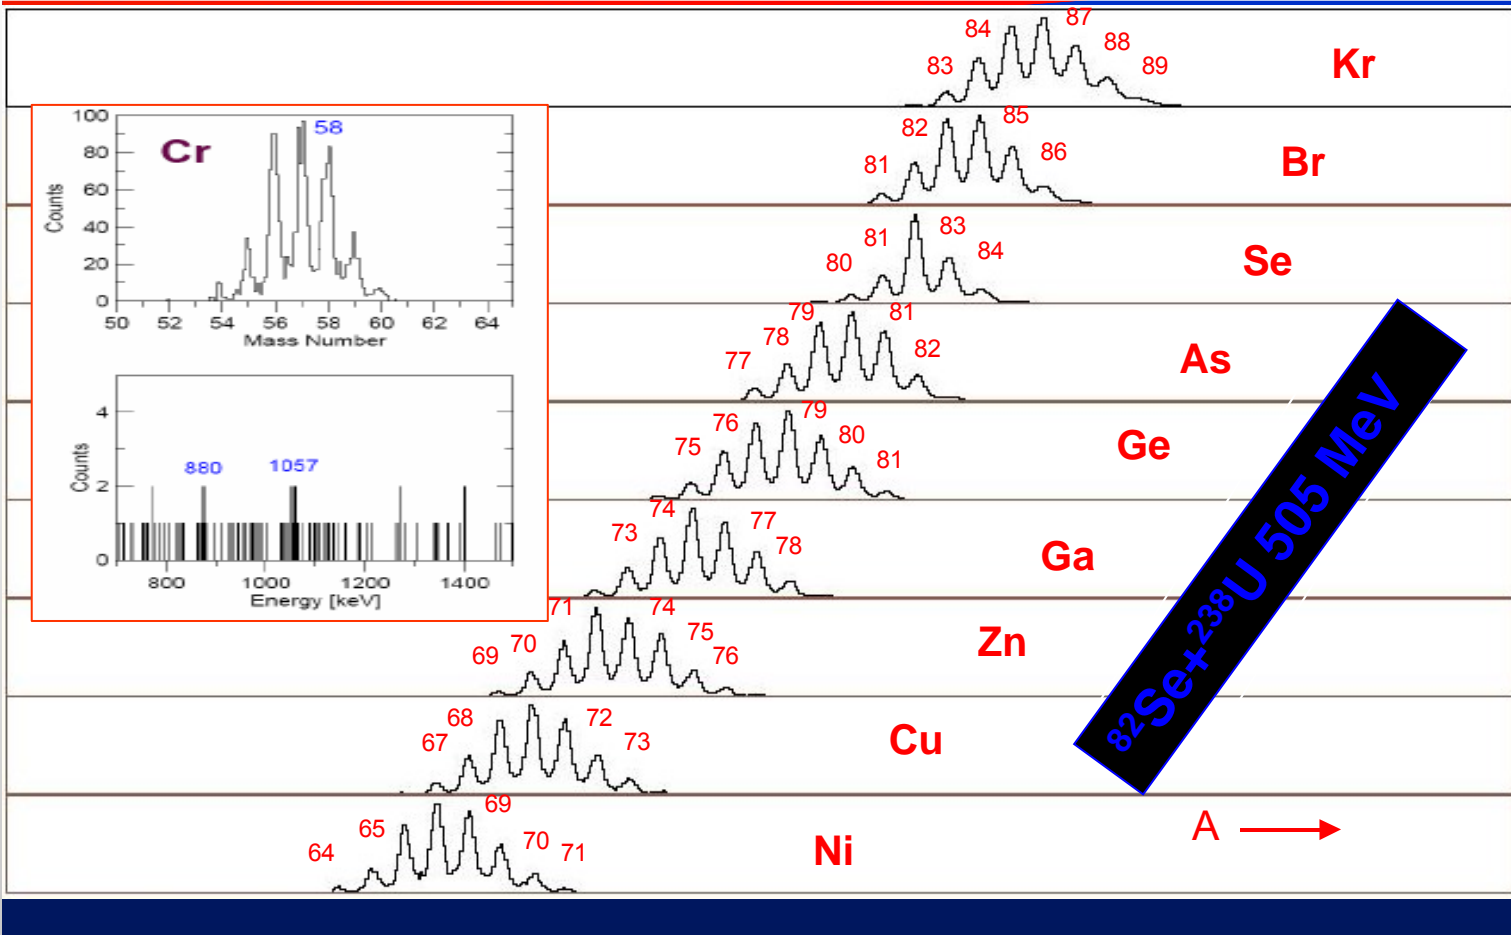 87
84
88
83
89
Kr
85
82
86
81
Br
83
81
84
80
Se
79
81
78
82
77
As
79
76
80
75
81
Ge
74
77
73
78
Ga
71
74
70
75
69
76
Zn
68
72
67
73
Cu
69
65
70
64
71
Ni
A
82Se+238U 505 MeV
Cr
58
100
80
60
40
20
0
Counts
50 52 54 56 58 60 62 64
Mass Number
4
2
0
Counts
880 1057
800 1000 1200 1400
Energy [keV]